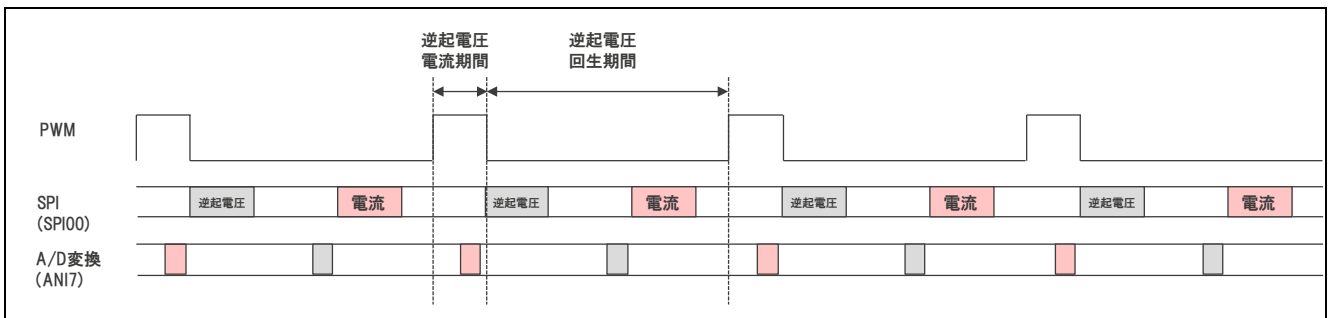 逆起電圧
電流期間
逆起電圧
回生期間
PWM
SPI
(SPI00)
逆起電圧
電流
逆起電圧
電流
逆起電圧
電流
逆起電圧
電流
A/D変換
(ANI7)